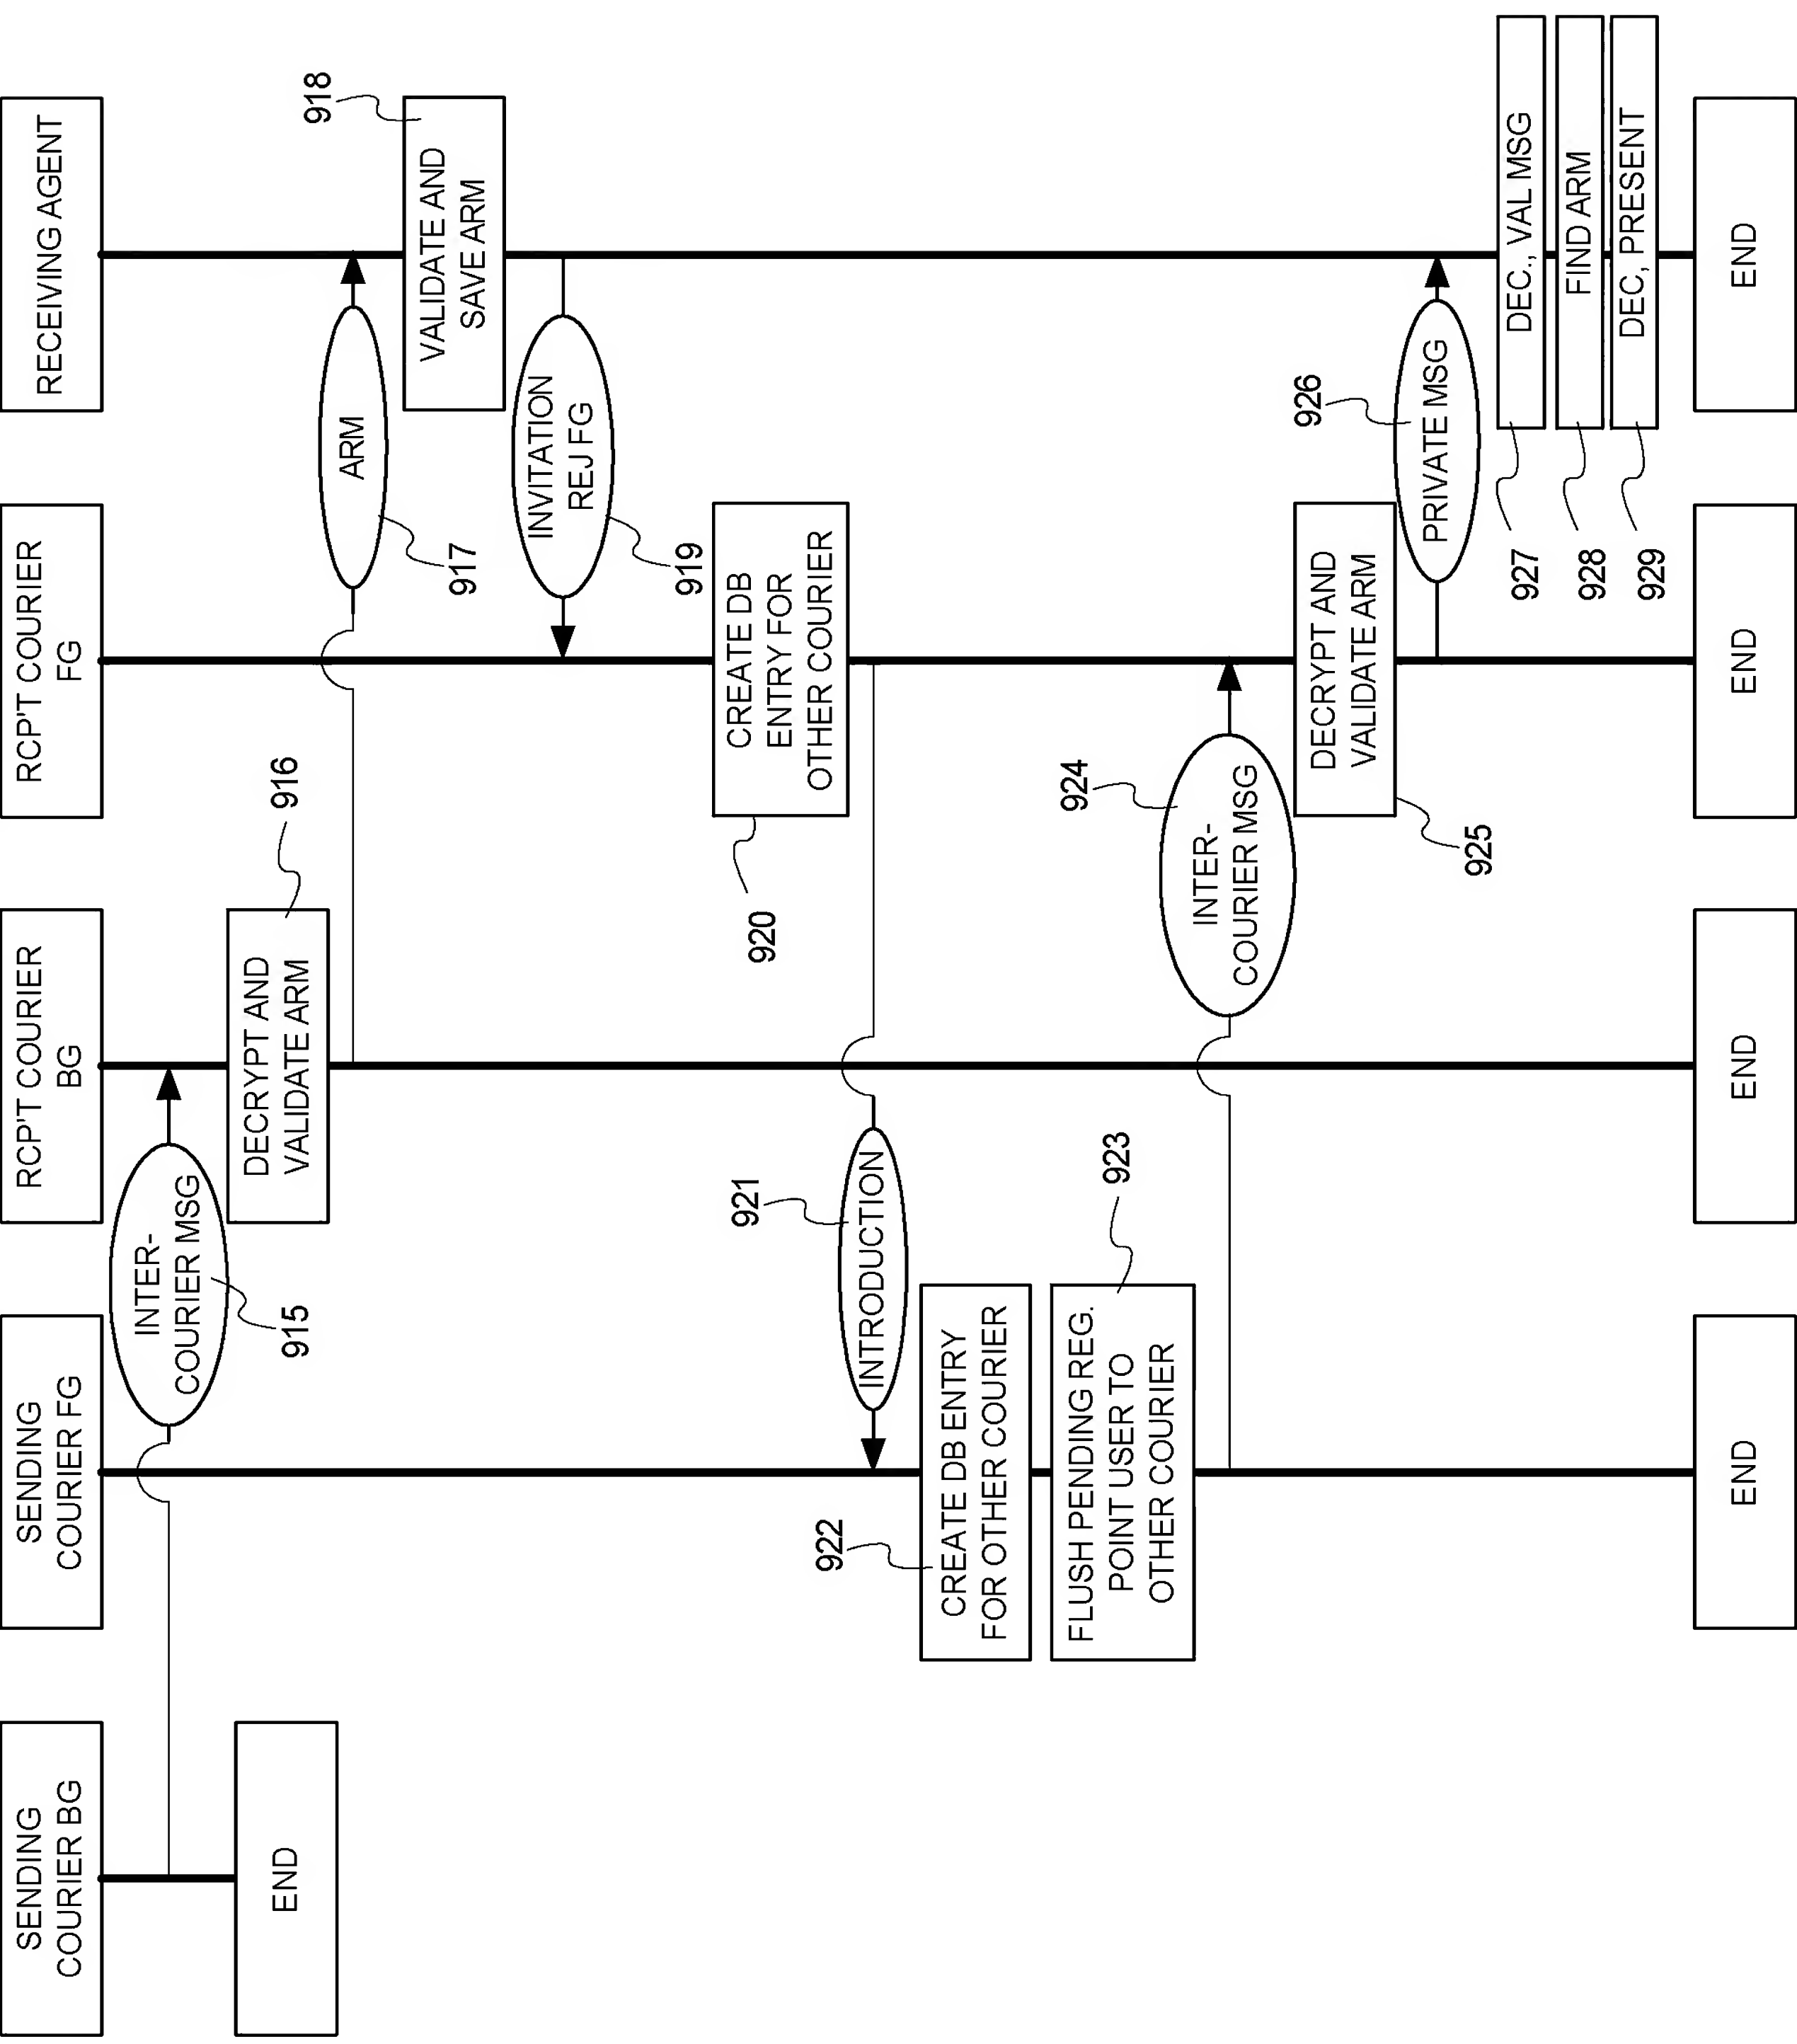 SENDING
COURIER BG
SENDING
COURIER FG
RCP'T COURIER
BG
RCP'T COURIER
FG
RECEIVING AGENT
INTER-
COURIER MSG
915
DECRYPT AND
VALIDATE ARM
916
END
ARM
917
VALIDATE AND
SAVE ARM
918
INVITATION
REJ FG
919
CREATE DB
ENTRY FOR
OTHER COURIER
920
INTRODUCTION
921
CREATE DB ENTRY
FOR OTHER COURIER
922
FLUSH PENDING REG.
POINT USER TO
OTHER COURIER
923
INTER-
COURIER MSG
924
DECRYPT AND
VALIDATE ARM
925
PRIVATE MSG
926
DEC., VAL MSG
927
FIND ARM
928
DEC, PRESENT
929
END
END
END
END